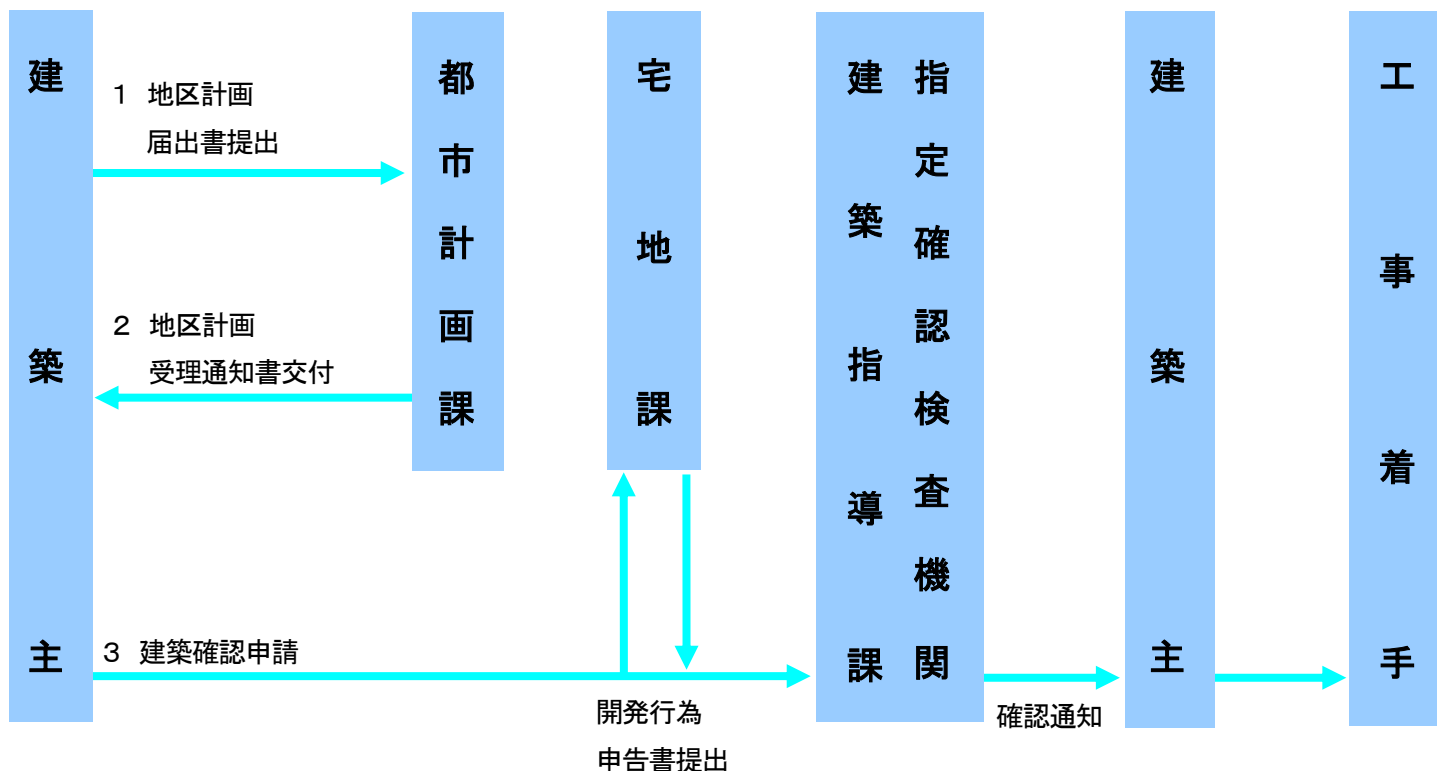 建築主
1 地区計画
届出書提出
2 地区計画
受理通知書交付
3 建築確認申請
都市計画課
宅地課
開発行為
申告書提出
指定確認検査機関
建築指導課
確認通知
建築主
工事着手